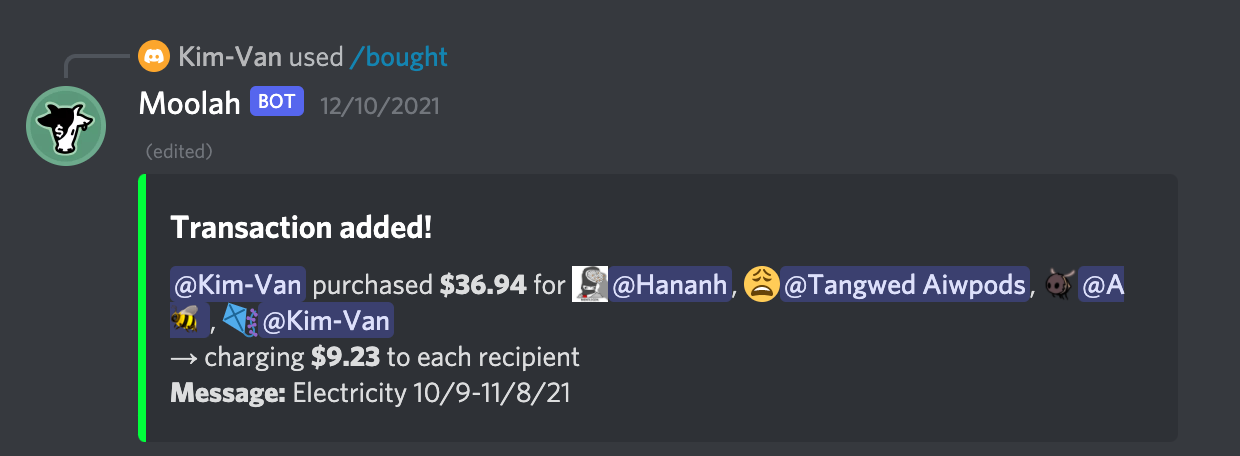 Kim-Van used /bought
Moolah BOT 12/10/2021
(edited)
Transaction added!
@Kim-Van purchased $36.94 for @Hananh, 😩@Tangwed Aiwpods, @A
🐝, 🪁@Kim-Van
→ charging $9.23 to each recipient
Message: Electricity 10/9-11/8/21